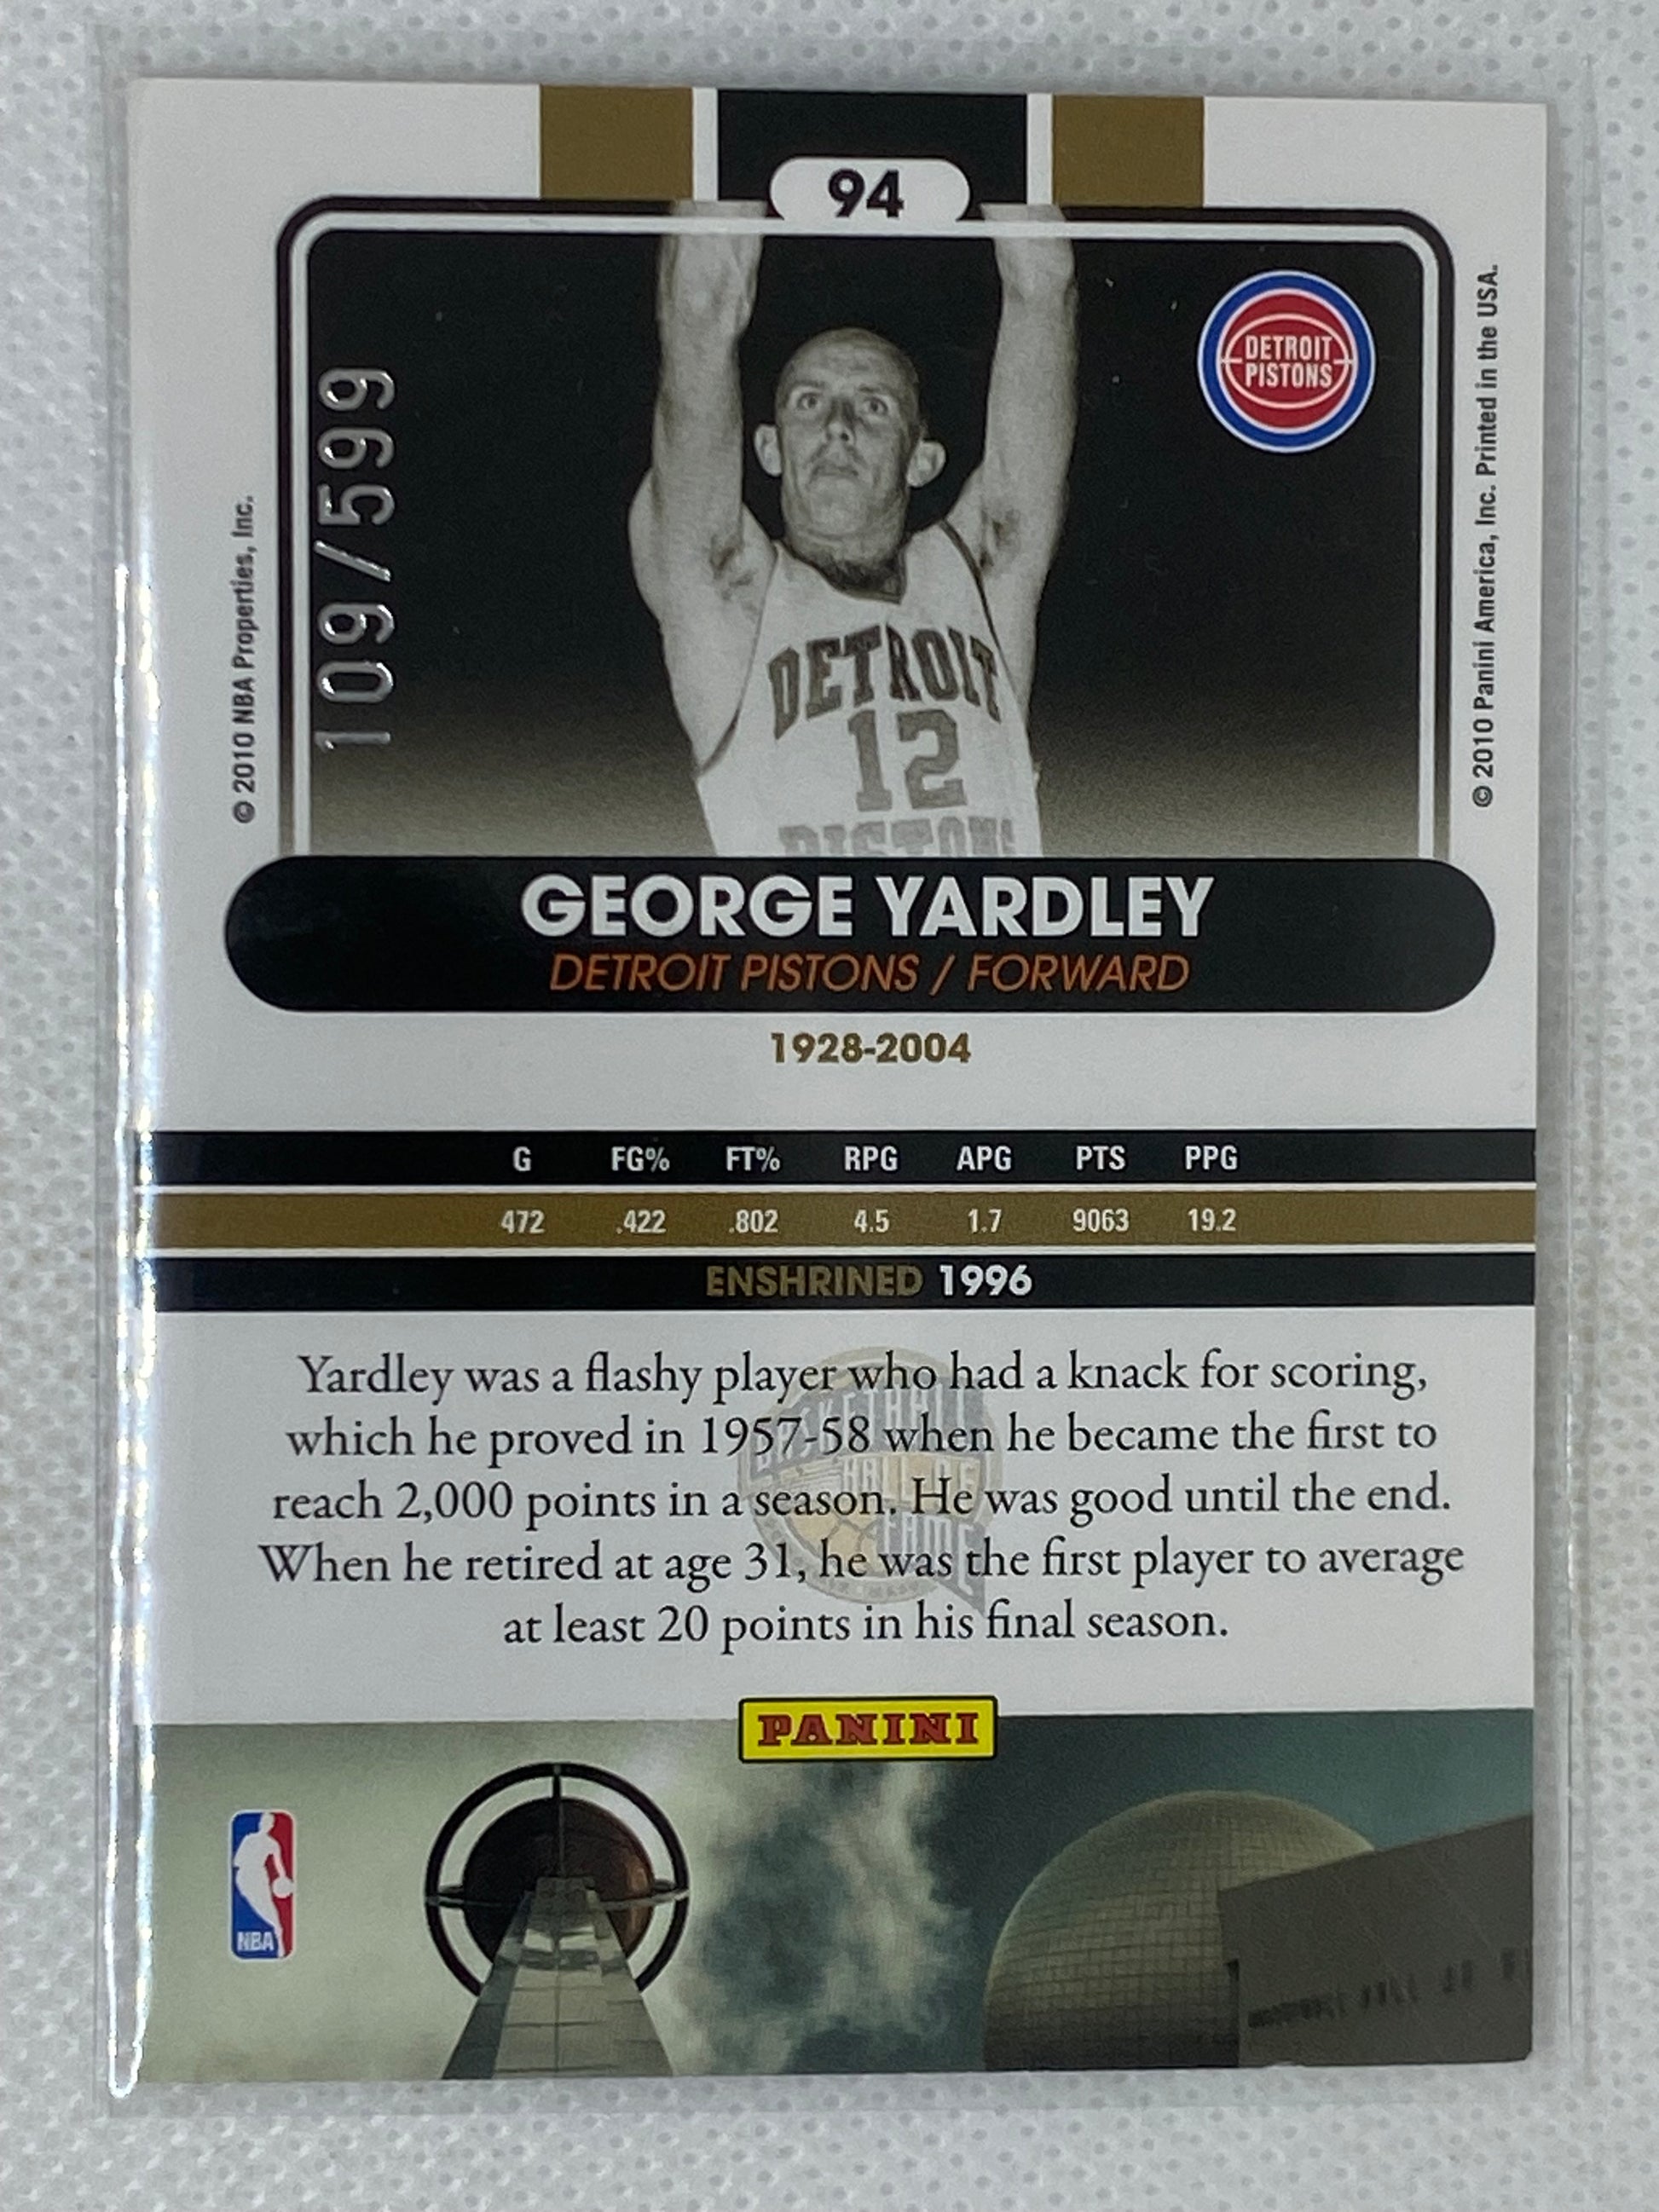 94
109/599
DETROIT
PISTONS
DETROIT
12
PISTONS
© 2010 NBA Properties, Inc.
© 2010 Panini America, Inc. Printed in the USA.
GEORGE YARDLEY
DETROIT PISTONS / FORWARD
1928-2004
G FG% FT% RPG APG PTS PPG
472 .422 .802 4.5 1.7 9063 19.2
ENSHRINED 1996
Yardley was a flashy player who had a knack for scoring,
which he proved in 1957-58 when he became the first to
reach 2,000 points in a season. He was good until the end.
When he retired at age 31, he was the first player to average
at least 20 points in his final season.
BASKETBALL
HALL OF
FAME
PANINI
NBA